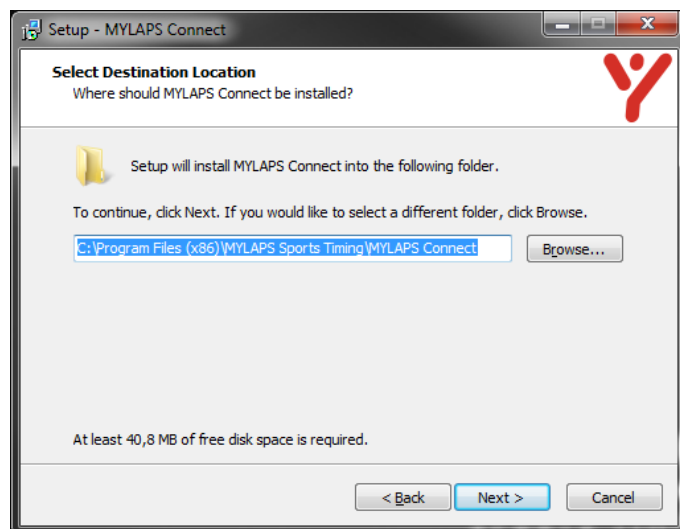 Setup - MYLAPS Connect
Select Destination Location
Where should MYLAPS Connect be installed?
Setup will install MYLAPS Connect into the following folder.
To continue, click Next. If you would like to select a different folder, click Browse.
C:\Program Files (x86)\MYLAPS Sports Timing\MYLAPS Connect
Browse...
At least 40,8 MB of free disk space is required.
< Back
Next >
Cancel